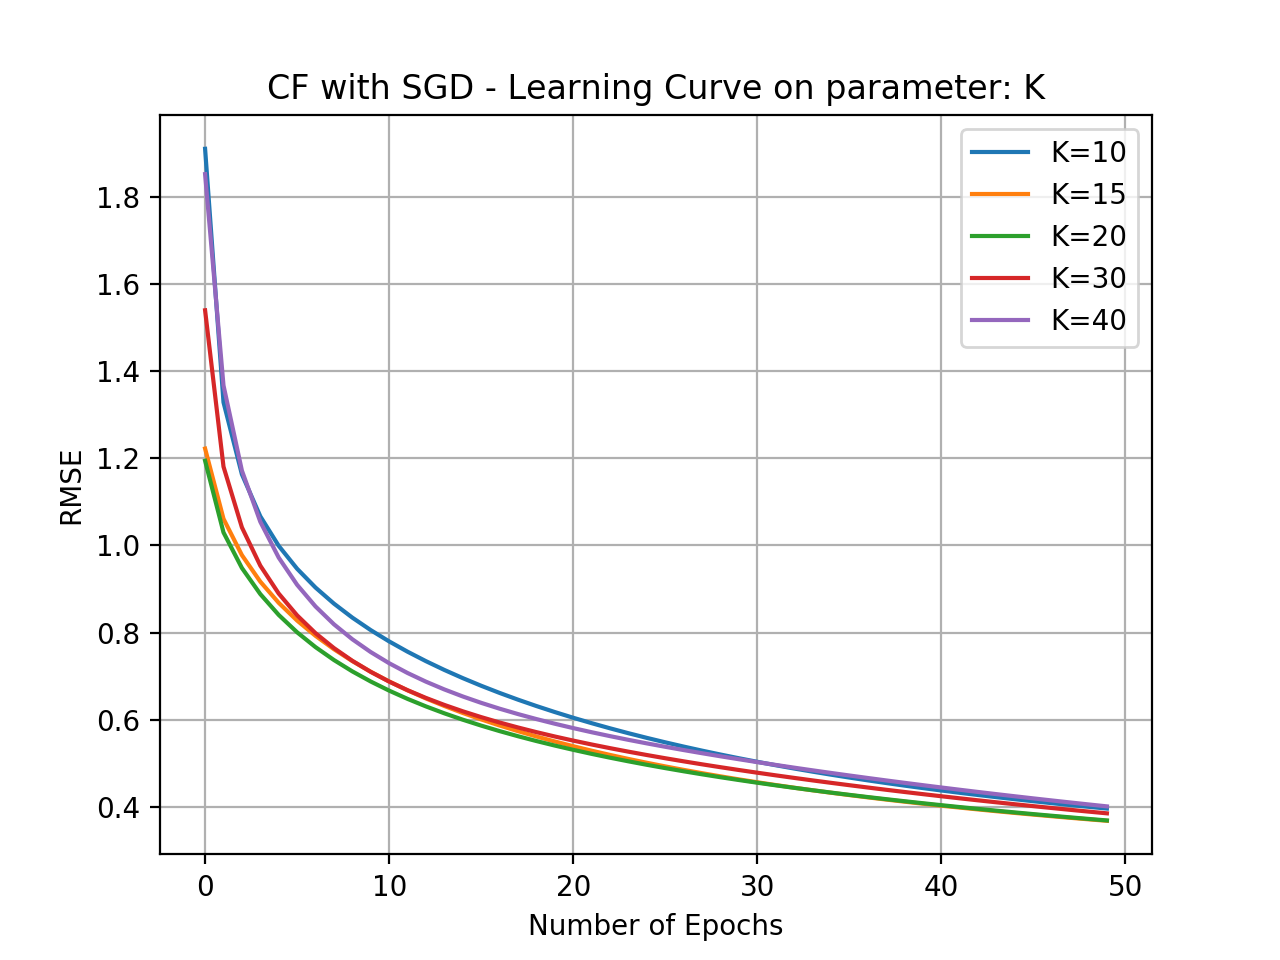 CF with SGD - Learning Curve on parameter: K
K=10
K=15
K=20
K=30
K=40
1.8
1.6
1.4
1.2
1.0
0.8
0.6
0.4
RMSE
0 10 20 30 40 50
Number of Epochs